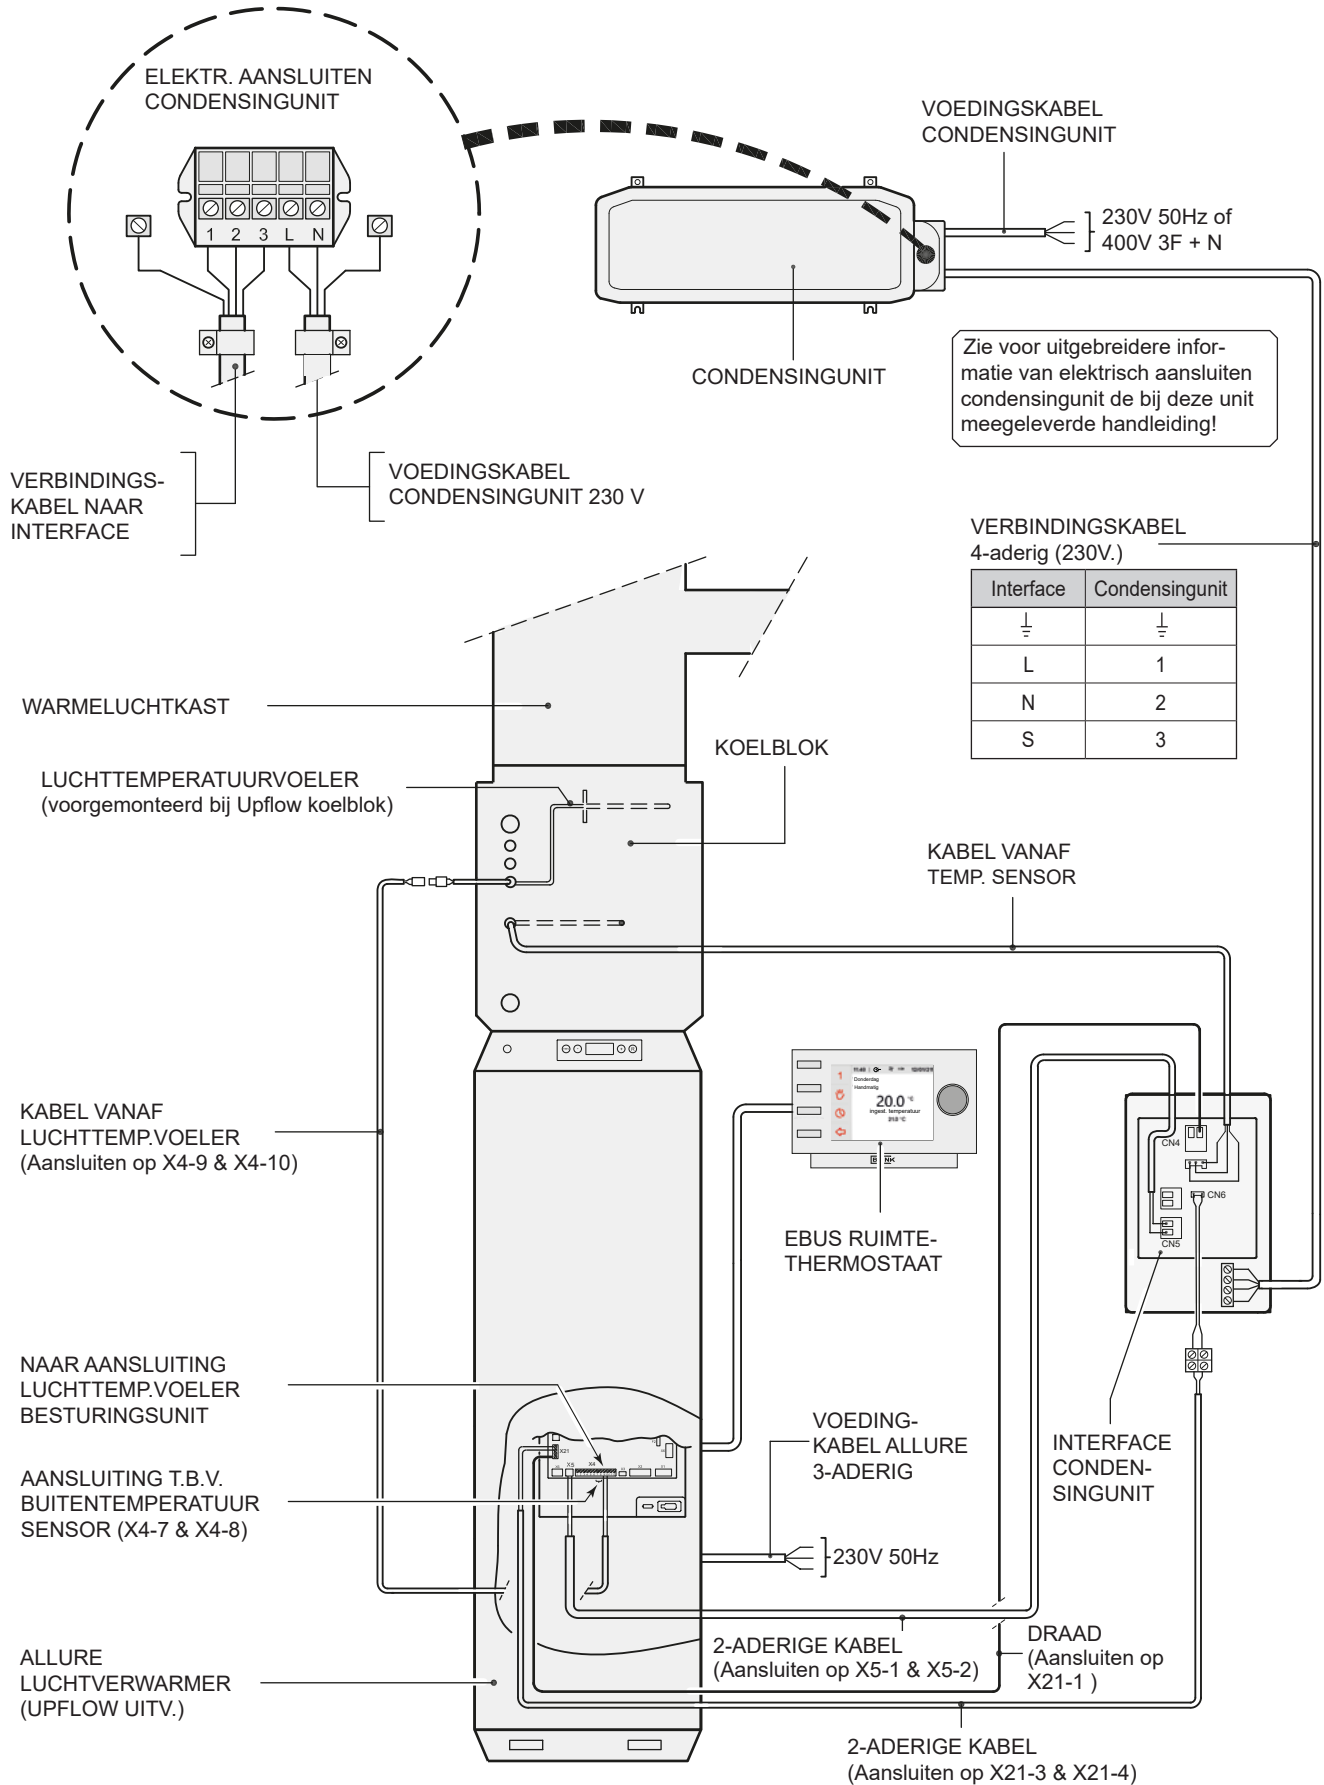 ELEKTR. AANSLUITEN
CONDENSINGUNIT
1 2 3 L N
VOEDINGSKABEL
CONDENSINGUNIT
230V 50Hz of
400V 3F + N
CONDENSINGUNIT
Zie voor uitgebreidere infor-
matie van elektrisch aansluiten
condensingunit de bij deze unit
meegeleverde handleiding!
VERBINDINGS-
KABEL NAAR
INTERFACE
VOEDINGSKABEL
CONDENSINGUNIT 230 V
VERBINDINGSKABEL
4-aderig (230V.)
Interface Condensingunit
L 1
N 2
S 3
WARMELUCHTKAST
KOELBLOK
LUCHTTEMPERATUURVOELER
(voorgemonteerd bij Upflow koelblok)
KABEL VANAF
TEMP. SENSOR
KABEL VANAF
LUCHTTEMP.VOELER
(Aansluiten op X4-9 & X4-10)
1
Donderdag
Handmatig
20.0 °C
ingest. temperatuur
EBUS RUIMTE-
THERMOSTAAT
CN4
CN6
CN5
NAAR AANSLUITING
LUCHTTEMP.VOELER
BESTURINGSUNIT
X21
X5 X4
AANSLUITING T.B.V.
BUITENTEMPERATUUR
SENSOR (X4-7 & X4-8)
VOEDING-
KABEL ALLURE
3-ADERIG
230V 50Hz
INTERFACE
CONDEN-
SINGUNIT
2-ADERIGE KABEL
(Aansluiten op X5-1 & X5-2)
DRAAD
(Aansluiten op
X21-1 )
ALLURE
LUCHTVERWARMER
(UPFLOW UITV.)
2-ADERIGE KABEL
(Aansluiten op X21-3 & X21-4)